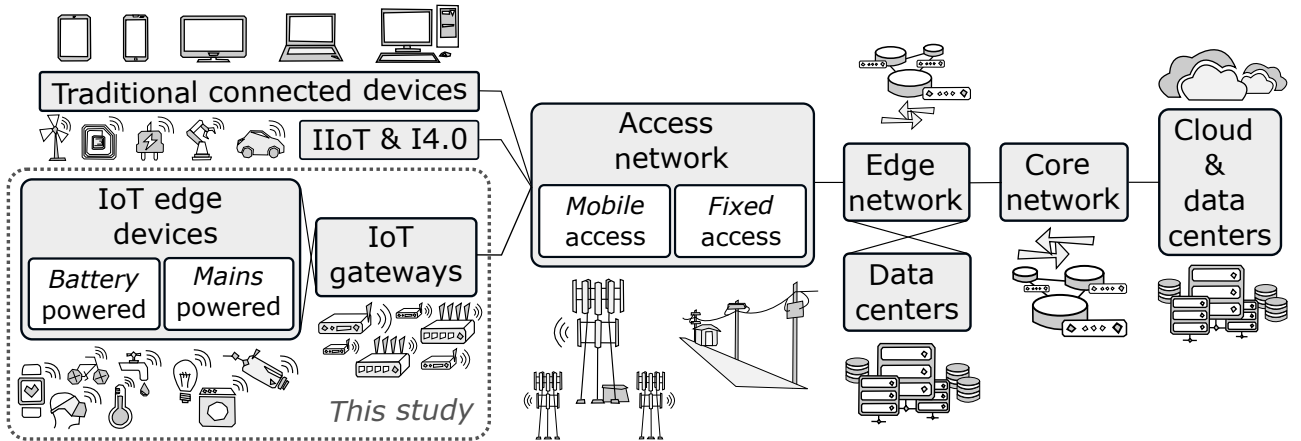 Traditional connected devices
IIoT & I4.0
IoT edge
devices
Battery
powered
Mains
powered
IoT
gateways
This study
Access
network
Mobile
access
Fixed
access
Edge
network
Data
centers
Core
network
Cloud
&
data
centers